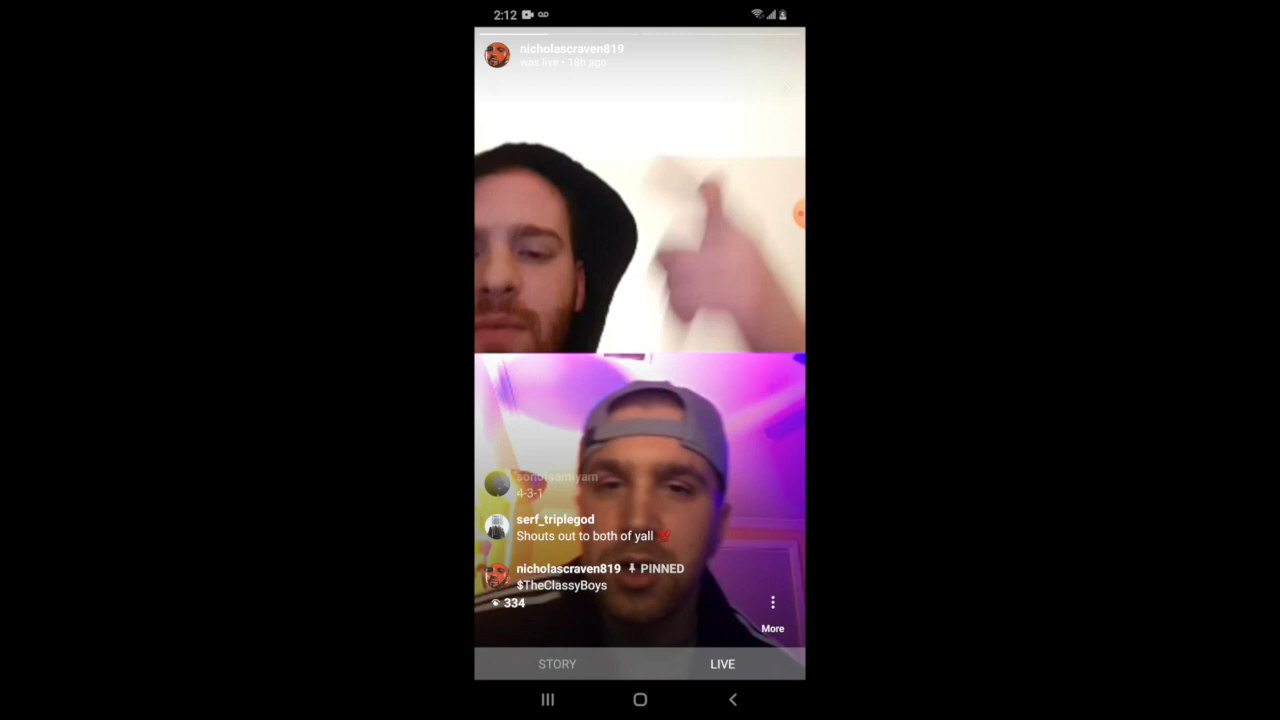 2:12
nicholascraven819
was live • 18h ago
sonofsamiyam
4-3-1
serf_triplegod
Shouts out to both of yall 💯
nicholascraven819 PINNED
$TheClassyBoys
334
More
STORY LIVE